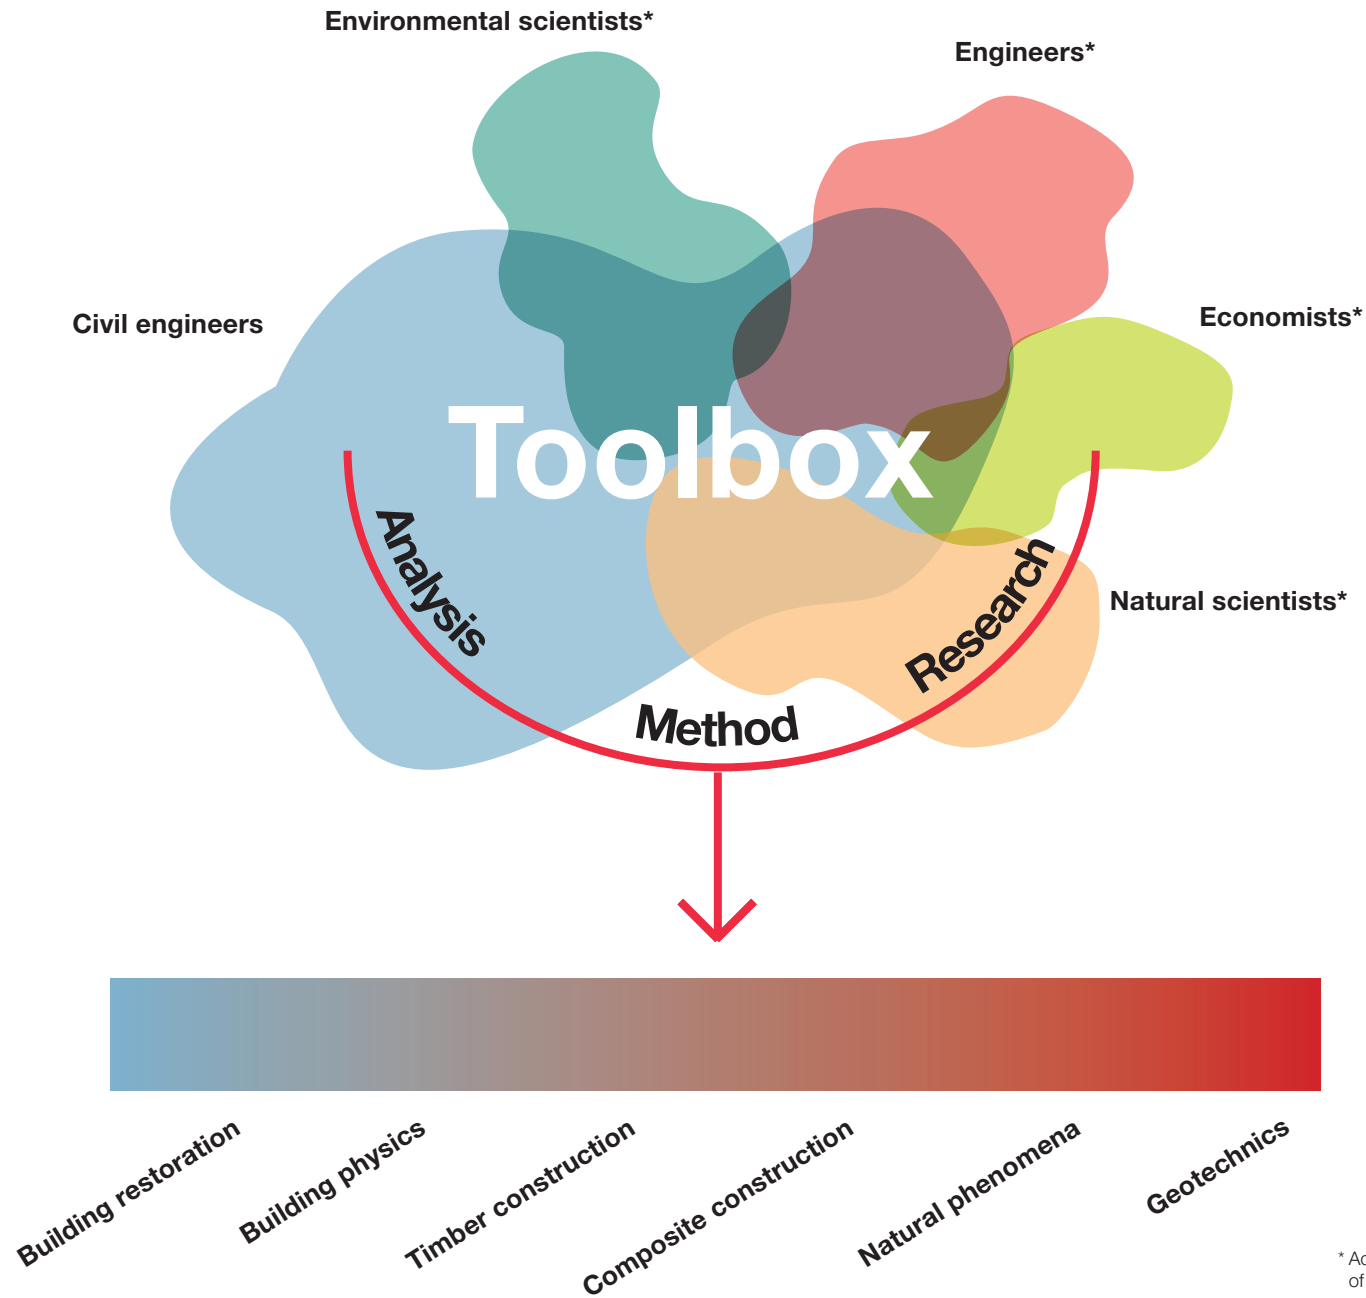 Environmental scientists*
Engineers*
Civil engineers
Economists*
Toolbox
Analysis
Research
Natural scientists*
Method
Building restoration
Building physics
Timber construction
Composite construction
Natural phenomena
Geotechnics
*
of